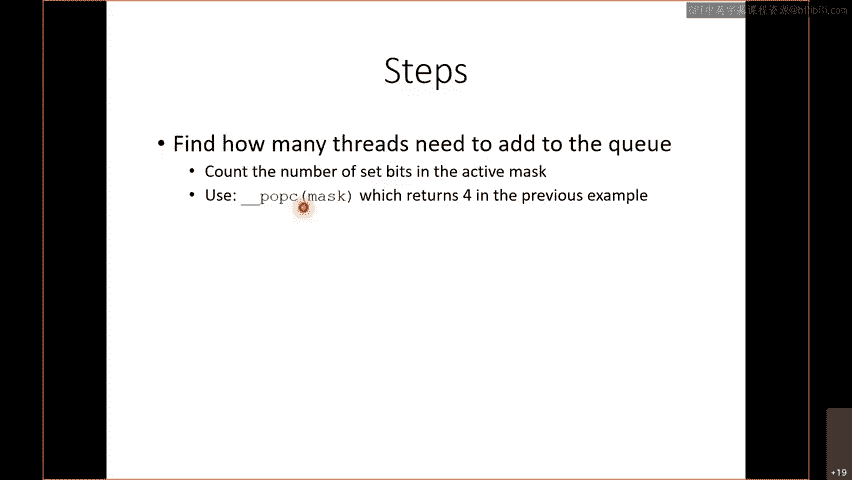 Steps
• Find how many threads need to add to the queue
• Count the number of set bits in the active mask
• Use: __popc(mask) which returns 4 in the previous example
+19